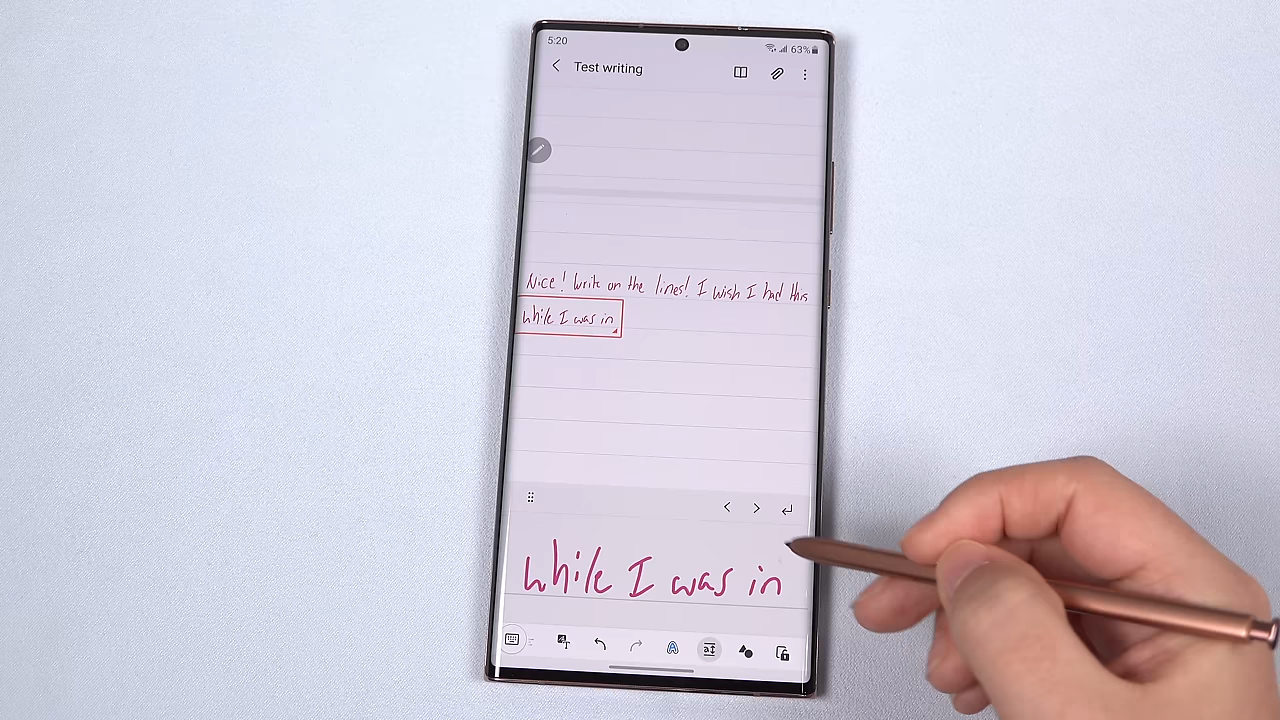 5:20
63%
Test writing
Nice! Write on the lines! I wish I had this
while I was in
while I was in